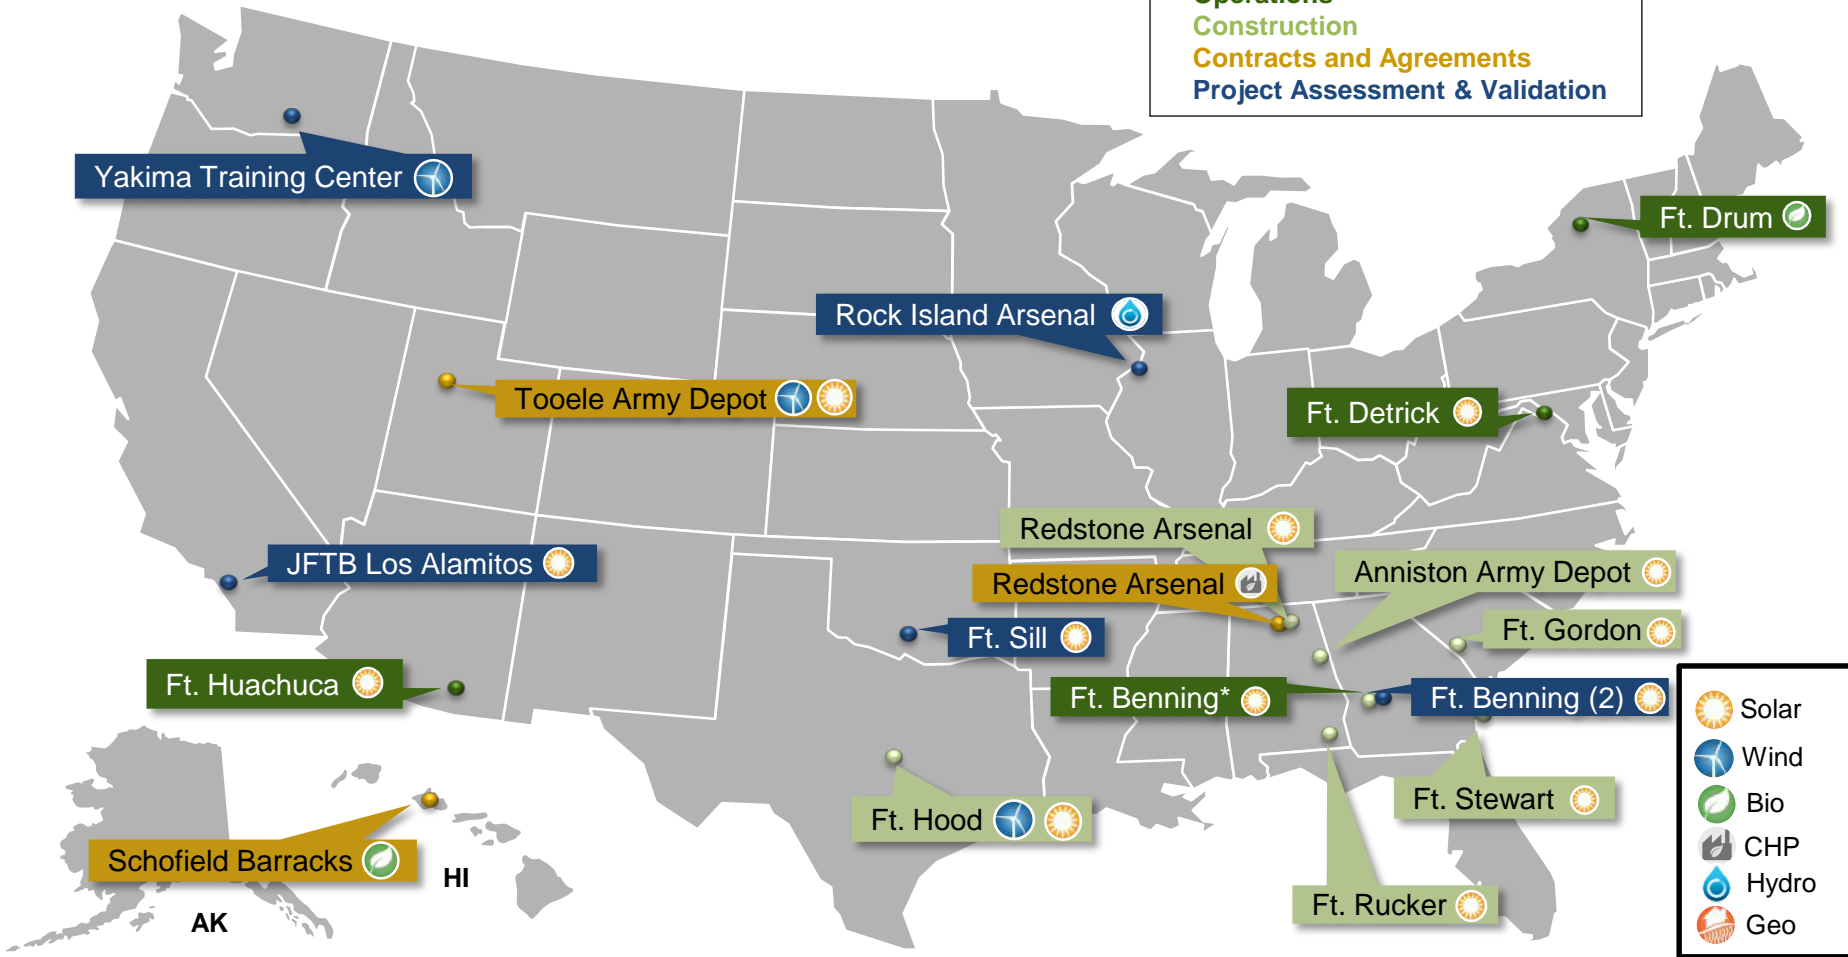 Operations
Construction
Contracts and Agreements
Project Assessment & Validation
Yakima Training Center
Ft. Drum
Rock Island Arsenal
Tooele Army Depot
Ft. Detrick
Redstone Arsenal
JFTB Los Alamitos
Anniston Army Depot
Redstone Arsenal
Ft. Sill
Ft. Gordon
Ft. Huachuca
Ft. Benning*
Ft. Benning (2)
Solar
Wind
Bio
CHP
Hydro
Geo
Ft. Hood
Ft. Stewart
Schofield Barracks
HI
Ft. Rucker
AK